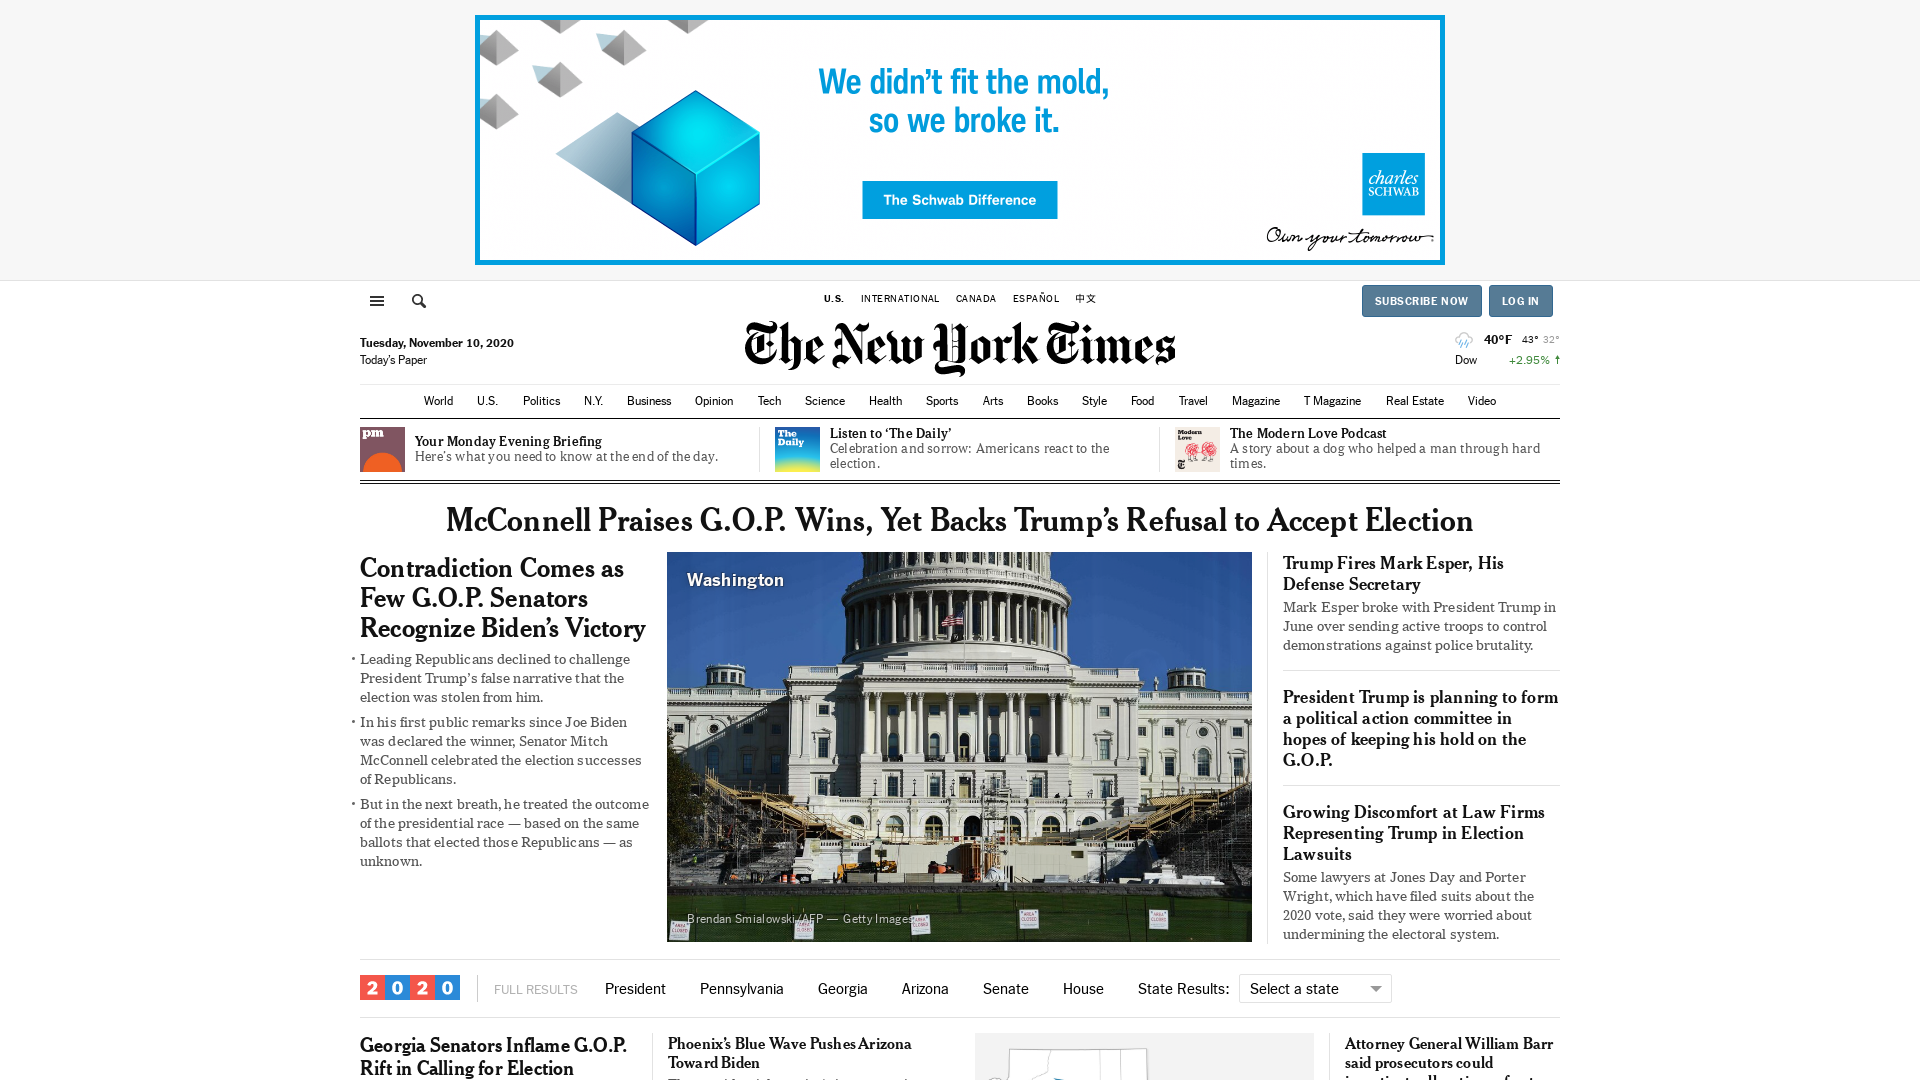 We didn't fit the mold,
so we broke it.
The Schwab Difference
charles
SCHWAB
Own your tomorrow
U.S. INTERNATIONAL CANADA ESPAÑOL 中文
SUBSCRIBE NOW LOG IN
Tuesday, November 10, 2020
Today's Paper
The New York Times
40°F 43° 32°
Dow +2.95% ↑
World U.S. Politics N.Y. Business Opinion Tech Science Health Sports Arts Books Style Food Travel Magazine T Magazine Real Estate Video
pm
Your Monday Evening Briefing
Here's what you need to know at the end of the day.
The
Daily
Listen to ‘The Daily’
Celebration and sorrow: Americans react to the
election.
Modern
Love
The Modern Love Podcast
A story about a dog who helped a man through hard
times.
McConnell Praises G.O.P. Wins, Yet Backs Trump’s Refusal to Accept Election
Contradiction Comes as
Few G.O.P. Senators
Recognize Biden’s Victory
• Leading Republicans declined to challenge
President Trump’s false narrative that the
election was stolen from him.
• In his first public remarks since Joe Biden
was declared the winner, Senator Mitch
McConnell celebrated the election successes
of Republicans.
• But in the next breath, he treated the outcome
of the presidential race — based on the same
ballots that elected those Republicans — as
unknown.
Washington
AREA
CLOSED
Brendan Smialowski/AFP — Getty Images
Trump Fires Mark Esper, His
Defense Secretary
Mark Esper broke with President Trump in
June over sending active troops to control
demonstrations against police brutality.
President Trump is planning to form
a political action committee in
hopes of keeping his hold on the
G.O.P.
Growing Discomfort at Law Firms
Representing Trump in Election
Lawsuits
Some lawyers at Jones Day and Porter
Wright, which have filed suits about the
2020 vote, said they were worried about
undermining the electoral system.
2020 FULL RESULTS President Pennsylvania Georgia Arizona Senate House State Results: Select a state
Georgia Senators Inflame G.O.P.
Rift in Calling for Election
Phoenix’s Blue Wave Pushes Arizona
Toward Biden
Attorney General William Barr
said prosecutors could